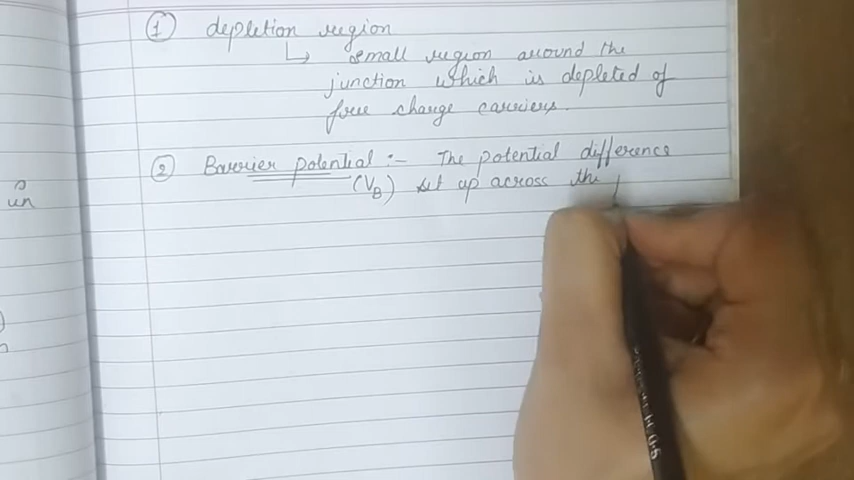 ① depletion region
↳ small region around the
junction which is depleted of
free charge carriers.
② Barrier potential :- The potential difference
(V_B) set up across the
un